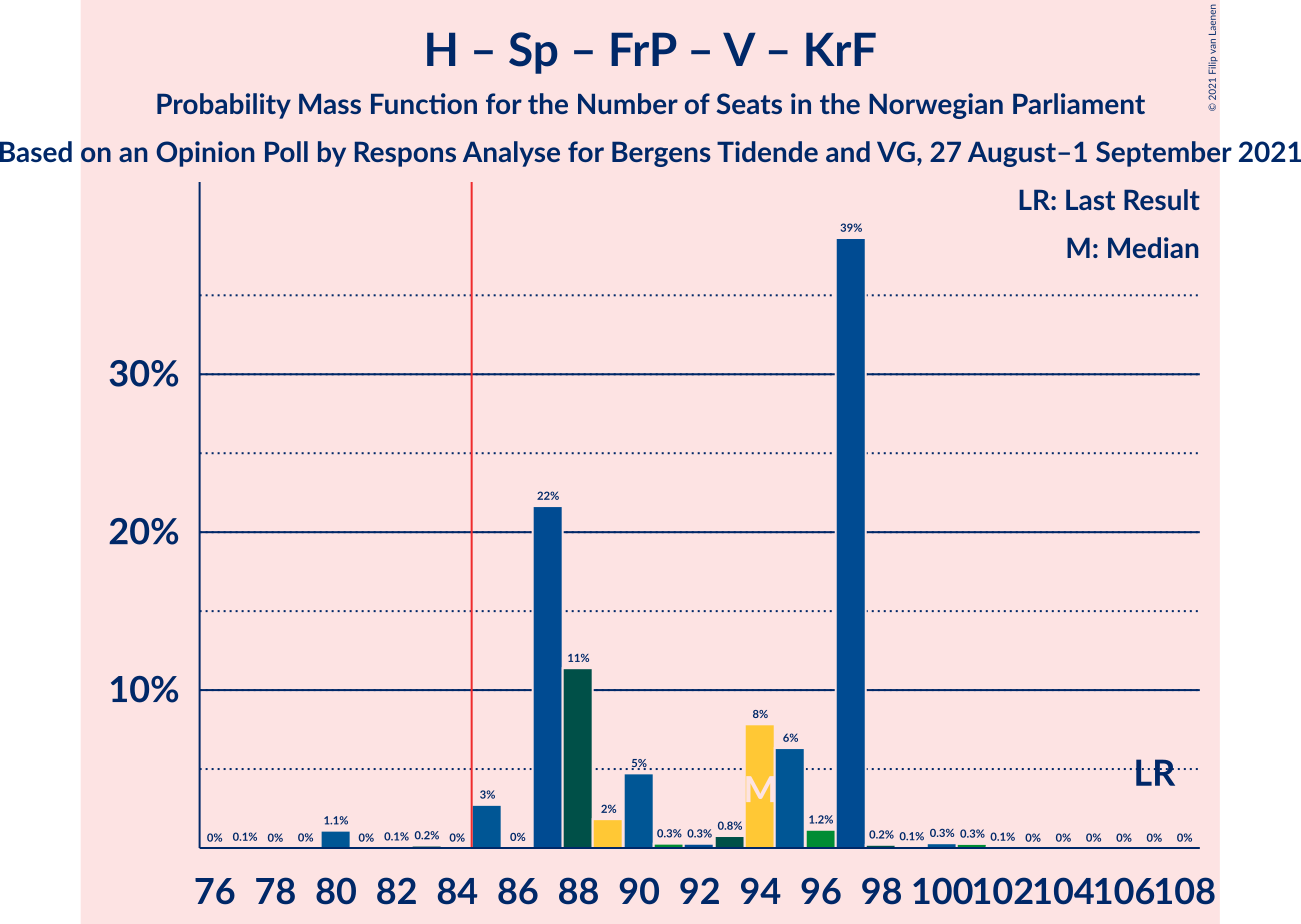 H – Sp – FrP – V – KrF
Probability Mass Function for the Number of Seats in the Norwegian Parliament
Based on an Opinion Poll by Respons Analyse for Bergens Tidende and VG, 27 August–1 September 2021
© 2021 Filip van Laenen
LR: Last Result
M: Median
30%
20%
10%
0% 0.1% 0% 0% 1.1% 0% 0.1% 0.2% 0% 3% 0% 22% 11% 2% 5% 0.3% 0.3% 0.8% 8% 6% 1.2% 39% 0.2% 0.1% 0.3% 0.3% 0.1% 0% 0% 0% 0% 0% 0%
M
LR
76 78 80 82 84 86 88 90 92 94 96 98 100 102 104 106 108